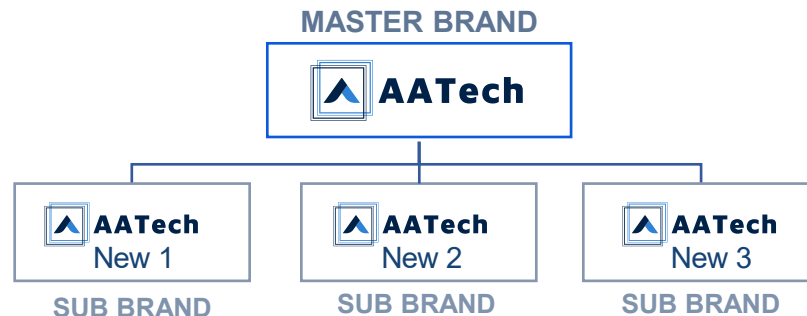 MASTER BRAND
AATech
AATech
New 1
AATech
New 2
AATech
New 3
SUB BRAND
SUB BRAND
SUB BRAND